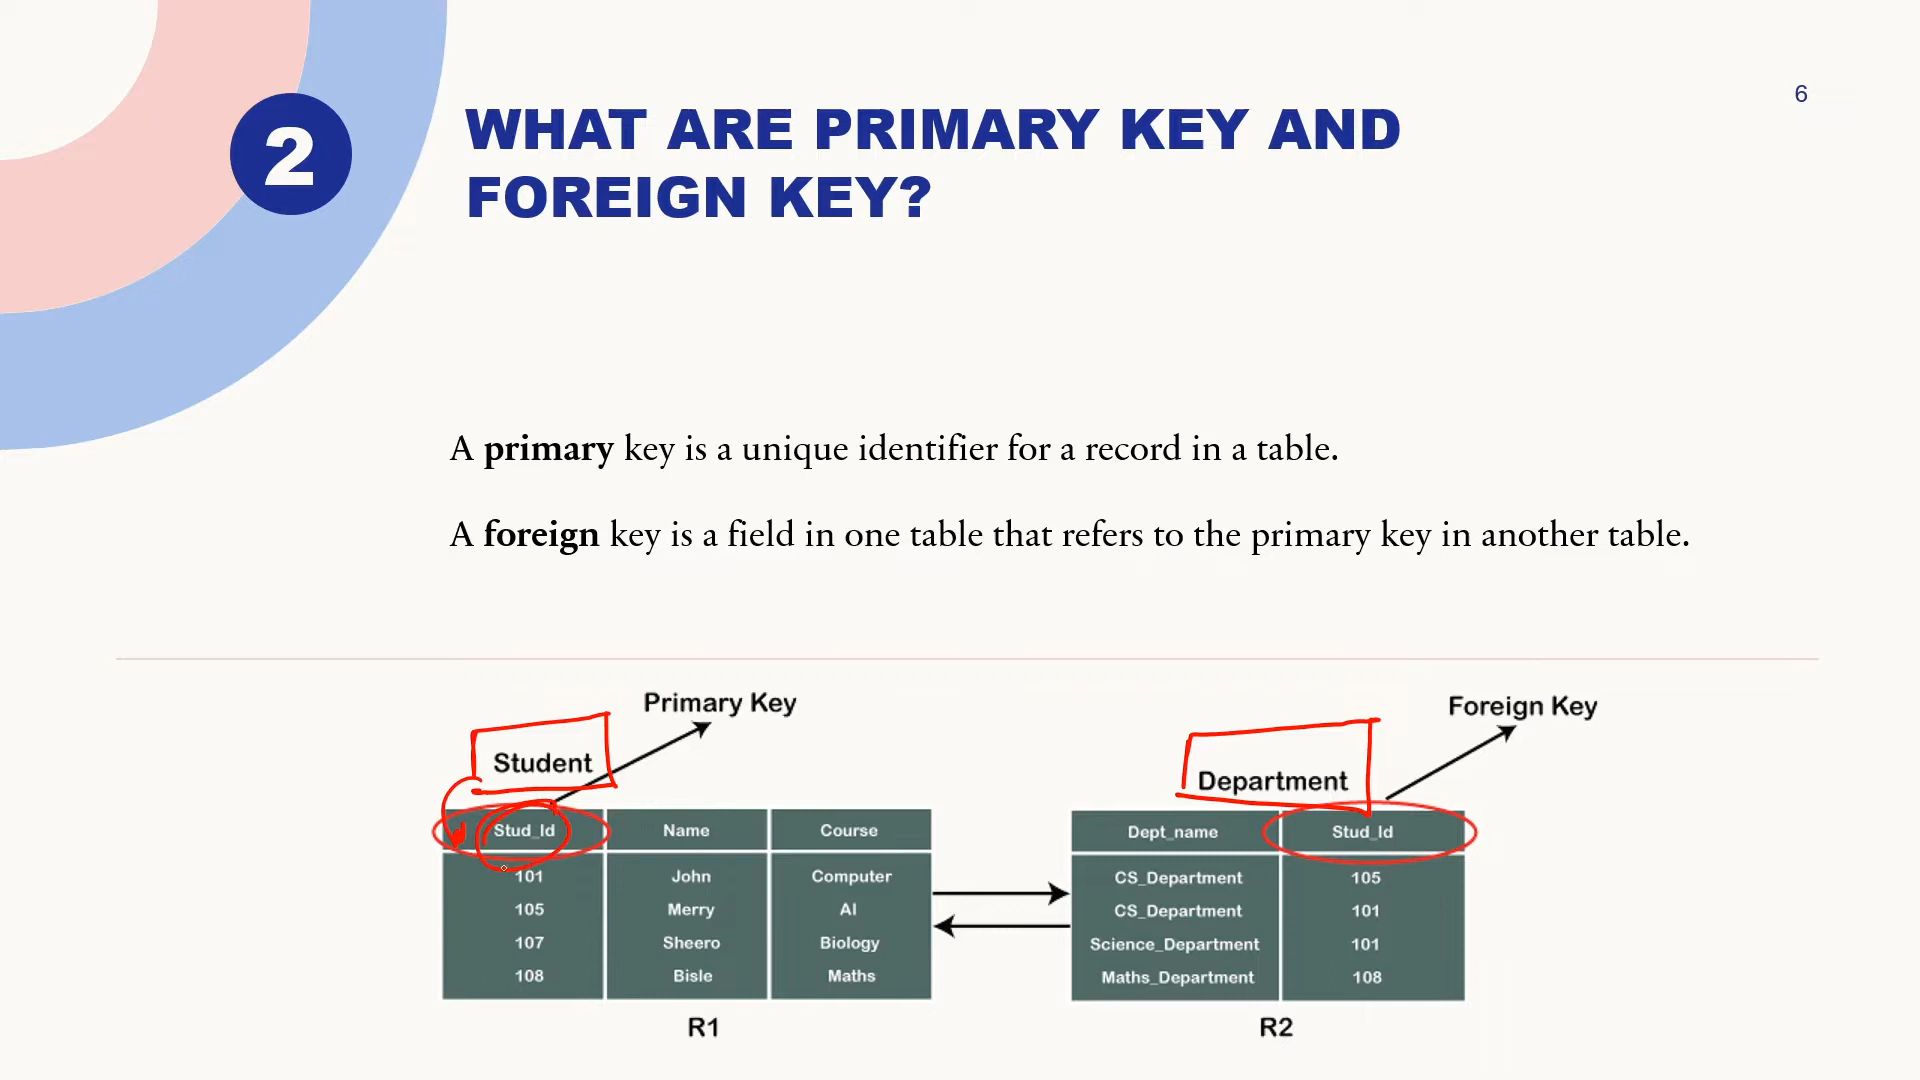 6
2
WHAT ARE PRIMARY KEY AND
FOREIGN KEY?
A primary key is a unique identifier for a record in a table.
A foreign key is a field in one table that refers to the primary key in another table.
Primary Key
Student
Stud_Id Name Course
101 John Computer
105 Merry AI
107 Sheero Biology
108 Bisle Maths
R1
Foreign Key
Department
Dept_name Stud_Id
CS_Department 105
CS_Department 101
Science_Department 101
Maths_Department 108
R2